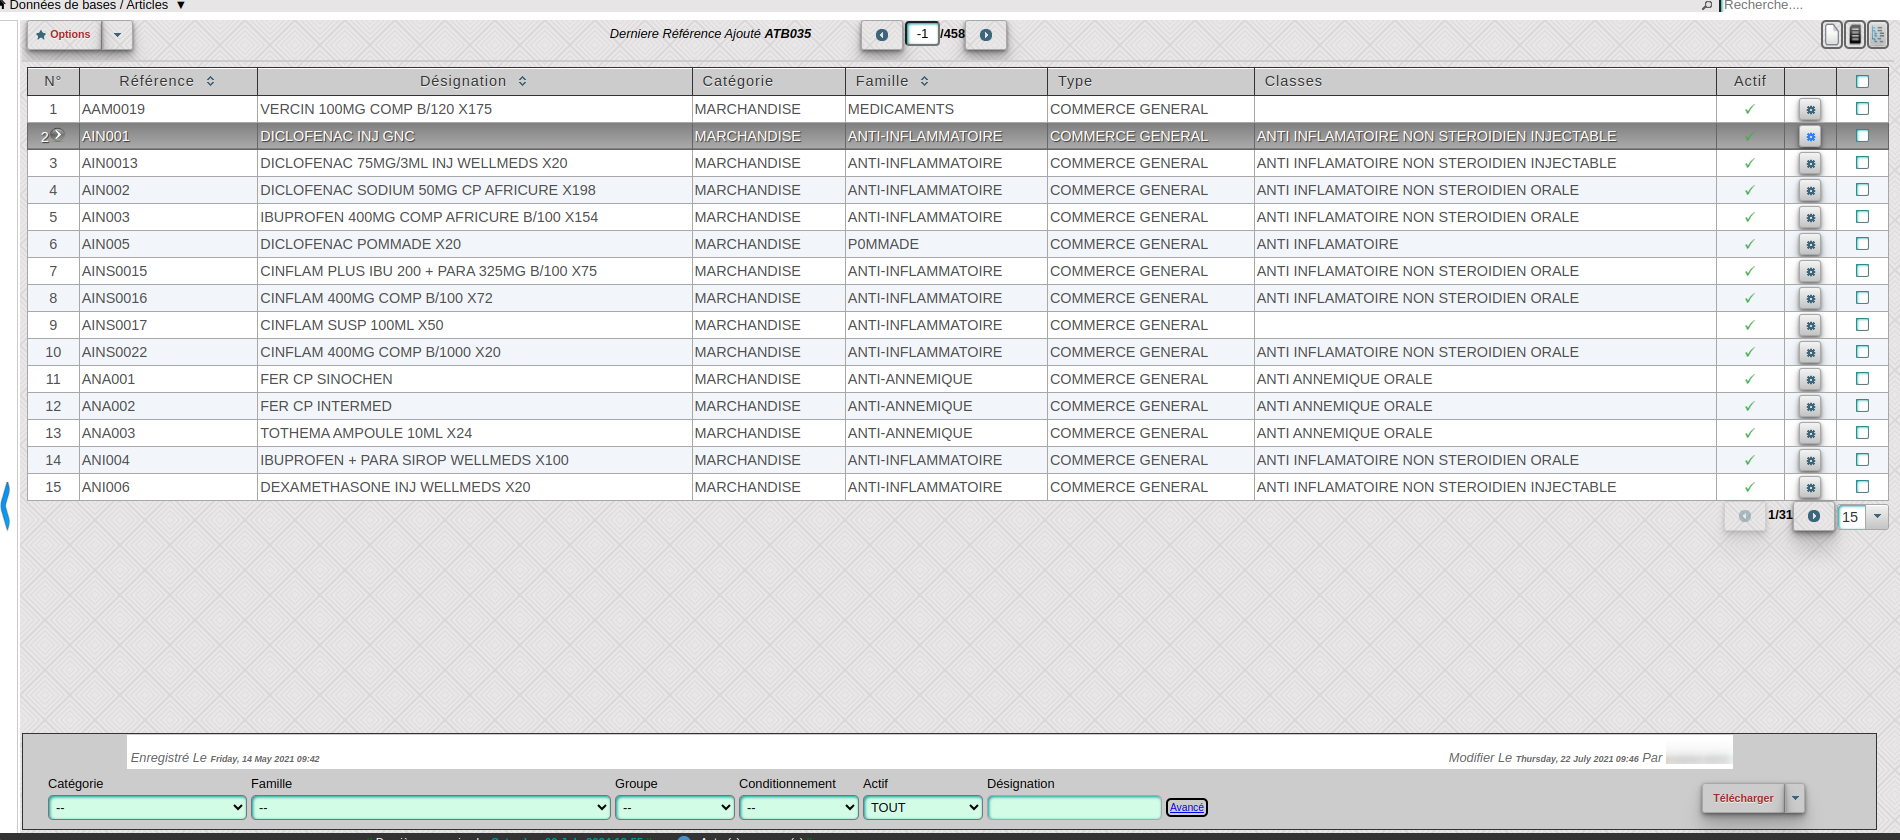 Données de bases / Articles ▼ Recherche....
Options Derniere Référence Ajouté ATB035 -1 /458
N° Référence Désignation Catégorie Famille Type Classes Actif
1 AAM0019 VERCIN 100MG COMP B/120 X175 MARCHANDISE MEDICAMENTS COMMERCE GENERAL ✓
2 AIN001 DICLOFENAC INJ GNC MARCHANDISE ANTI-INFLAMMATOIRE COMMERCE GENERAL ANTI INFLAMATOIRE NON STEROIDIEN INJECTABLE ✓
3 AIN0013 DICLOFENAC 75MG/3ML INJ WELLMEDS X20 MARCHANDISE ANTI-INFLAMMATOIRE COMMERCE GENERAL ANTI INFLAMATOIRE NON STEROIDIEN INJECTABLE ✓
4 AIN002 DICLOFENAC SODIUM 50MG CP AFRICURE X198 MARCHANDISE ANTI-INFLAMMATOIRE COMMERCE GENERAL ANTI INFLAMATOIRE NON STEROIDIEN ORALE ✓
5 AIN003 IBUPROFEN 400MG COMP AFRICURE B/100 X154 MARCHANDISE ANTI-INFLAMMATOIRE COMMERCE GENERAL ANTI INFLAMATOIRE NON STEROIDIEN ORALE ✓
6 AIN005 DICLOFENAC POMMADE X20 MARCHANDISE P0MMADE COMMERCE GENERAL ANTI INFLAMATOIRE ✓
7 AINS0015 CINFLAM PLUS IBU 200 + PARA 325MG B/100 X75 MARCHANDISE ANTI-INFLAMMATOIRE COMMERCE GENERAL ANTI INFLAMATOIRE NON STEROIDIEN ORALE ✓
8 AINS0016 CINFLAM 400MG COMP B/100 X72 MARCHANDISE ANTI-INFLAMMATOIRE COMMERCE GENERAL ANTI INFLAMATOIRE NON STEROIDIEN ORALE ✓
9 AINS0017 CINFLAM SUSP 100ML X50 MARCHANDISE ANTI-INFLAMMATOIRE COMMERCE GENERAL ✓
10 AINS0022 CINFLAM 400MG COMP B/1000 X20 MARCHANDISE ANTI-INFLAMMATOIRE COMMERCE GENERAL ANTI INFLAMATOIRE NON STEROIDIEN ORALE ✓
11 ANA001 FER CP SINOCHEN MARCHANDISE ANTI-ANNEMIQUE COMMERCE GENERAL ANTI ANNEMIQUE ORALE ✓
12 ANA002 FER CP INTERMED MARCHANDISE ANTI-ANNEMIQUE COMMERCE GENERAL ANTI ANNEMIQUE ORALE ✓
13 ANA003 TOTHEMA AMPOULE 10ML X24 MARCHANDISE ANTI-ANNEMIQUE COMMERCE GENERAL ANTI ANNEMIQUE ORALE ✓
14 ANI004 IBUPROFEN + PARA SIROP WELLMEDS X100 MARCHANDISE ANTI-INFLAMMATOIRE COMMERCE GENERAL ANTI INFLAMATOIRE NON STEROIDIEN ORALE ✓
15 ANI006 DEXAMETHASONE INJ WELLMEDS X20 MARCHANDISE ANTI-INFLAMMATOIRE COMMERCE GENERAL ANTI INFLAMATOIRE NON STEROIDIEN INJECTABLE ✓
1/31 15
Enregistré Le Friday, 14 May 2021 09:42 Modifier Le Thursday, 22 July 2021 09:46 Par
Catégorie Famille Groupe Conditionnement Actif Désignation
-- -- -- -- TOUT Avancé Télécharger